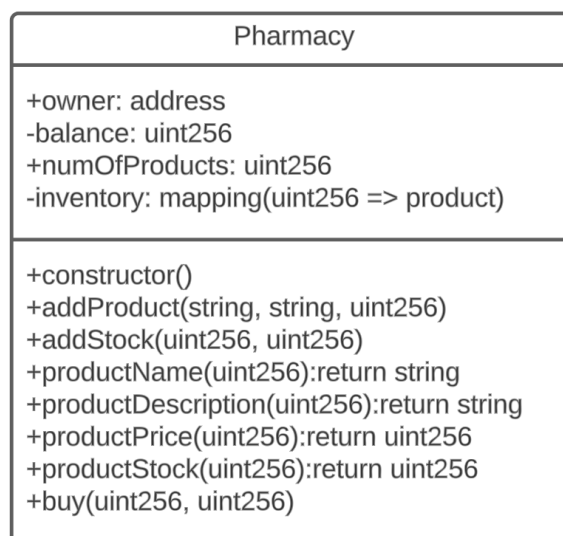 Pharmacy
+owner: address
-balance: uint256
+numOfProducts: uint256
-inventory: mapping(uint256 => product)
+constructor()
+addProduct(string, string, uint256)
+addStock(uint256, uint256)
+productName(uint256):return string
+productDescription(uint256):return string
+productPrice(uint256):return uint256
+productStock(uint256):return uint256
+buy(uint256, uint256)